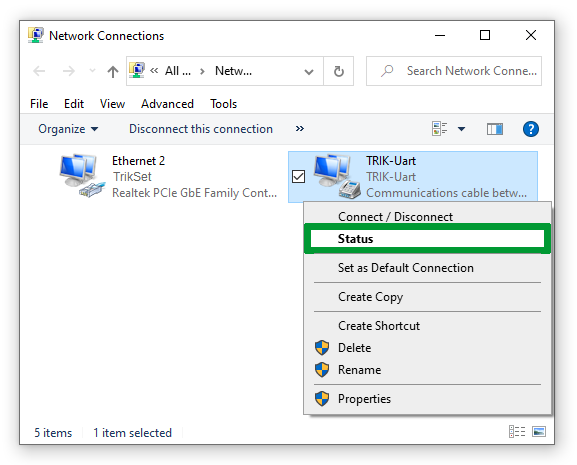 Network Connections
« All ... › Netw...
Search Network Conne...
File Edit View Advanced Tools
Organize Disconnect this connection »
Ethernet 2
TrikSet
Realtek PCIe GbE Family Cont...
TRIK-Uart
TRIK-Uart
Communications cable betw...
Connect / Disconnect
Status
Set as Default Connection
Create Copy
Create Shortcut
Delete
Rename
Properties
5 items 1 item selected